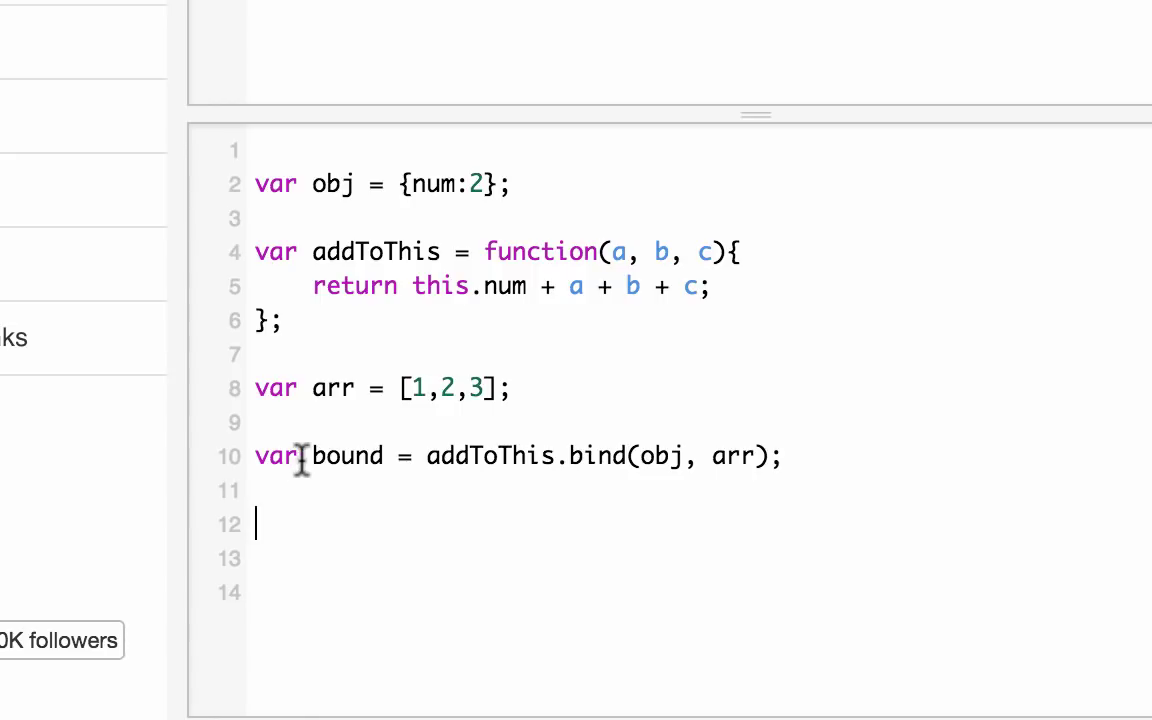 1
2 var obj = {num:2};
3
4 var addToThis = function(a, b, c){
5     return this.num + a + b + c;
6 };
7
8 var arr = [1,2,3];
9
10 var bound = addToThis.bind(obj, arr);
11
12
13
14
nks
0K followers